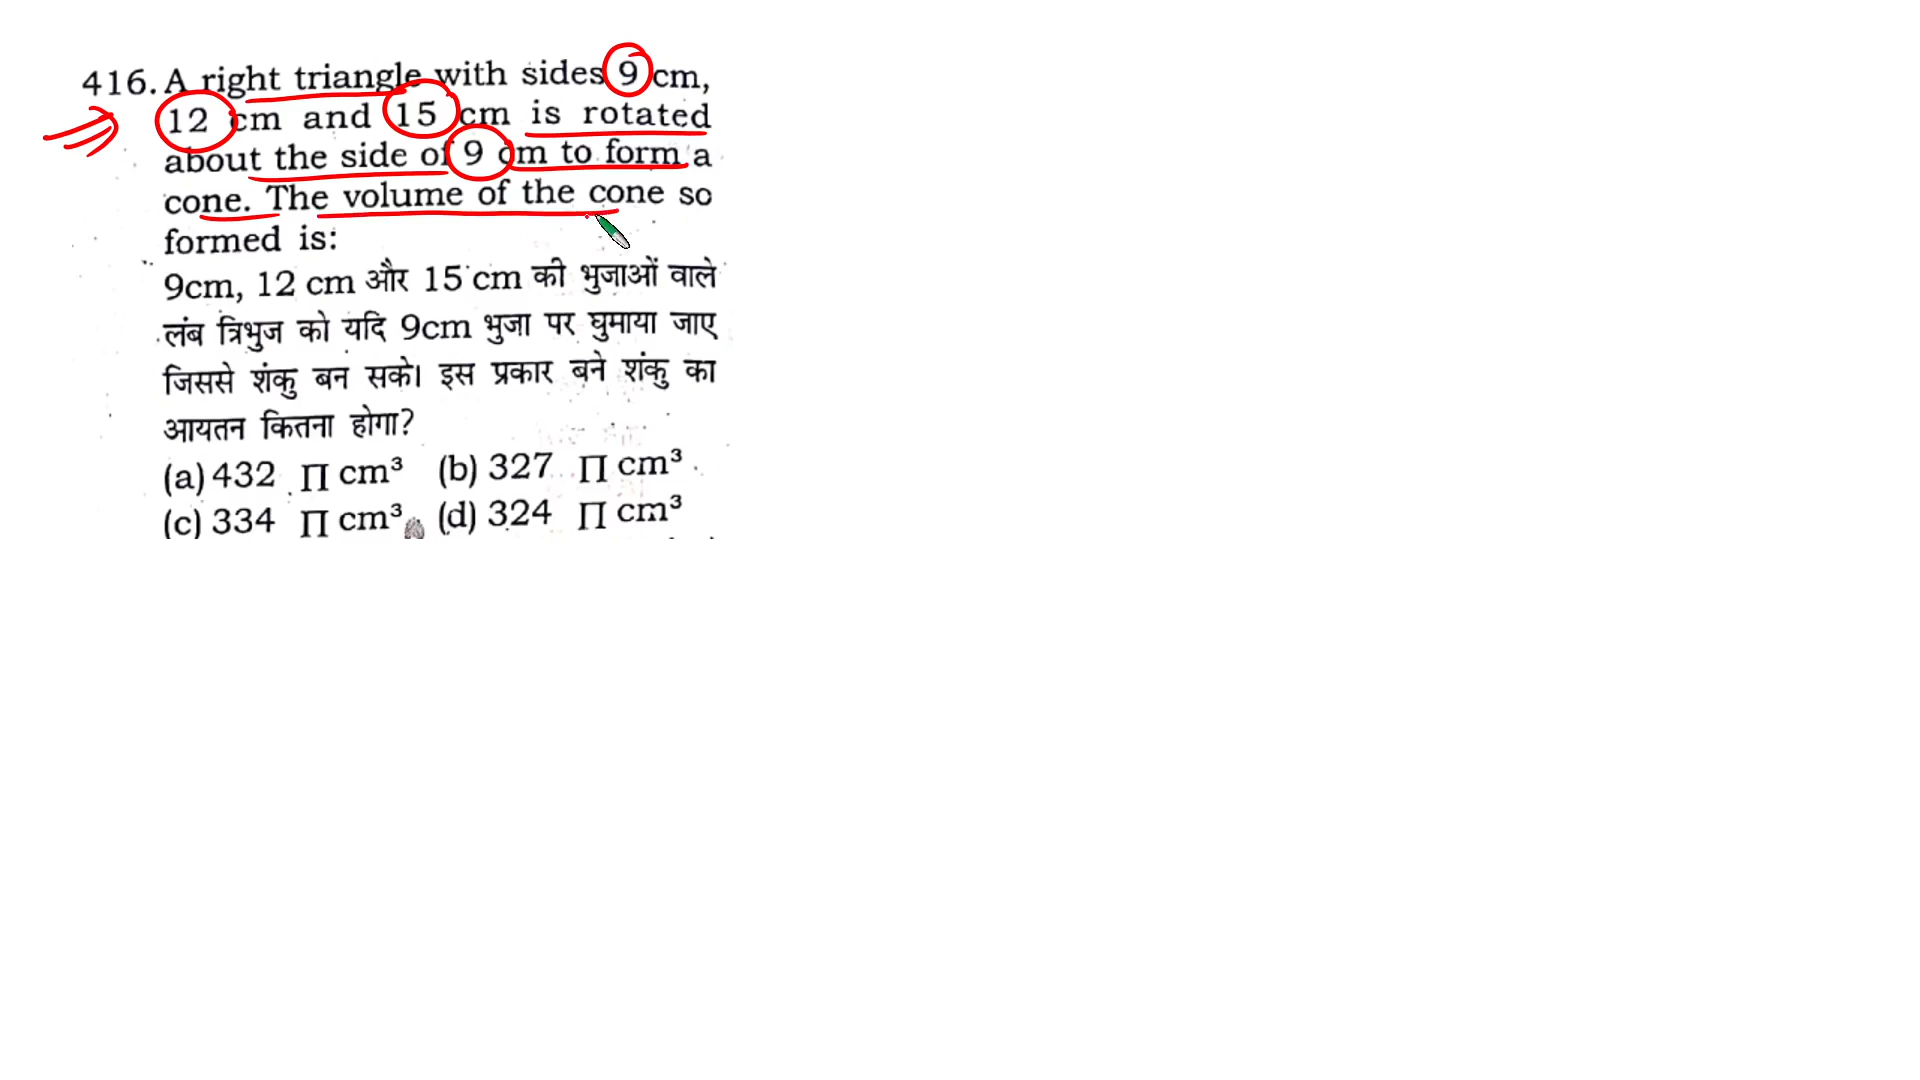 416. A right triangle with sides 9 cm,
12 cm and 15 cm is rotated
about the side of 9 cm to form a
cone. The volume of the cone so
formed is:
9cm, 12 cm और 15 cm की भुजाओं वाले
लंब त्रिभुज को यदि 9cm भुजा पर घुमाया जाए
जिससे शंकु बन सके। इस प्रकार बने शंकु का
आयतन कितना होगा?
(a) 432 ∏ cm³ (b) 327 ∏ cm³
(c) 334 ∏ cm³ (d) 324 ∏ cm³